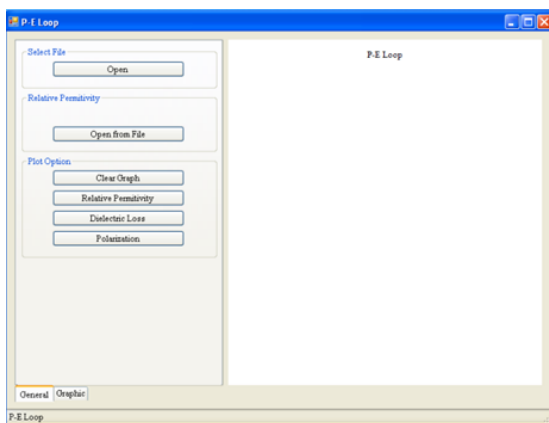 P-E Loop
Select File
Open
P-E Loop
Relative Permitivity
Open from File
Plot Option
Clear Graph
Relative Permitivity
Dielectric Loss
Polarization
General Graphic
P-E Loop